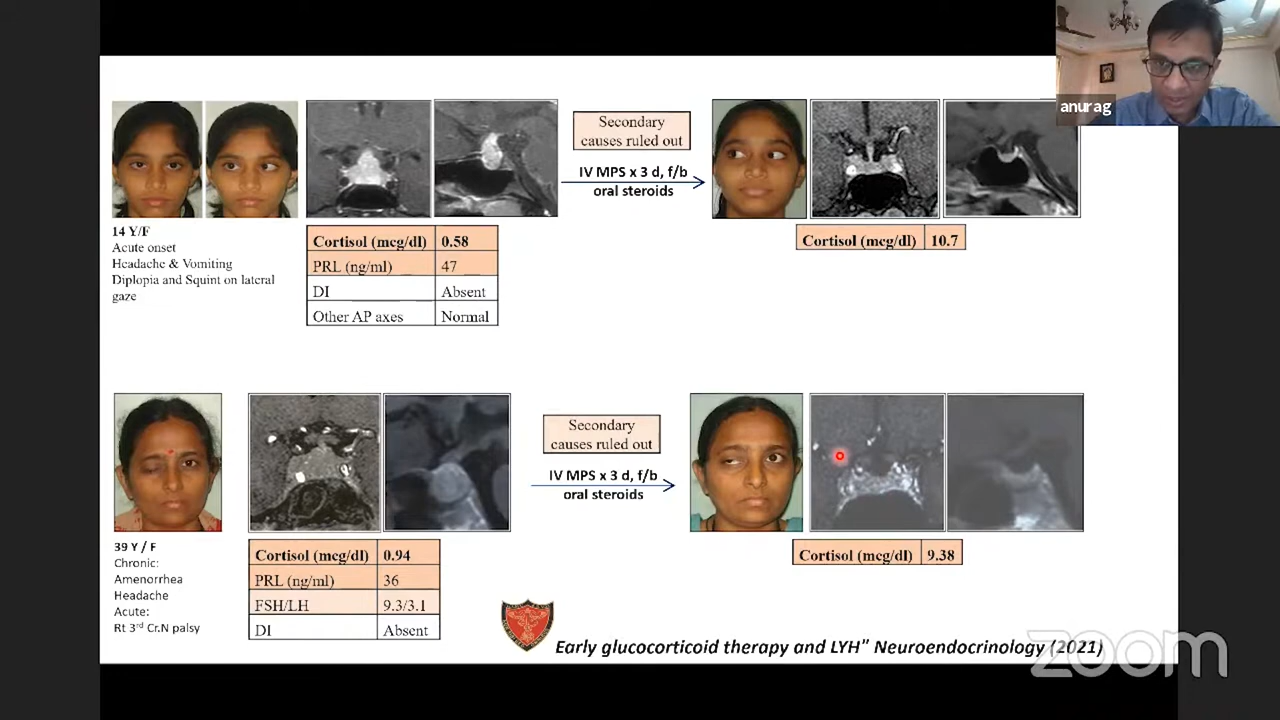 anurag
Secondary
causes ruled out
IV MPS x 3 d, f/b
oral steroids
14 Y/F
Acute onset
Headache & Vomiting
Diplopia and Squint on lateral
gaze
Cortisol (mcg/dl) 0.58
PRL (ng/ml) 47
DI Absent
Other AP axes Normal
Cortisol (mcg/dl) 10.7
Secondary
causes ruled out
IV MPS x 3 d, f/b
oral steroids
39 Y / F
Chronic:
Amenorrhea
Headache
Acute:
Rt 3rd Cr.N palsy
Cortisol (mcg/dl) 0.94
PRL (ng/ml) 36
FSH/LH 9.3/3.1
DI Absent
Cortisol (mcg/dl) 9.38
Early glucocorticoid therapy and LYH" Neuroendocrinology (2021)
zoom